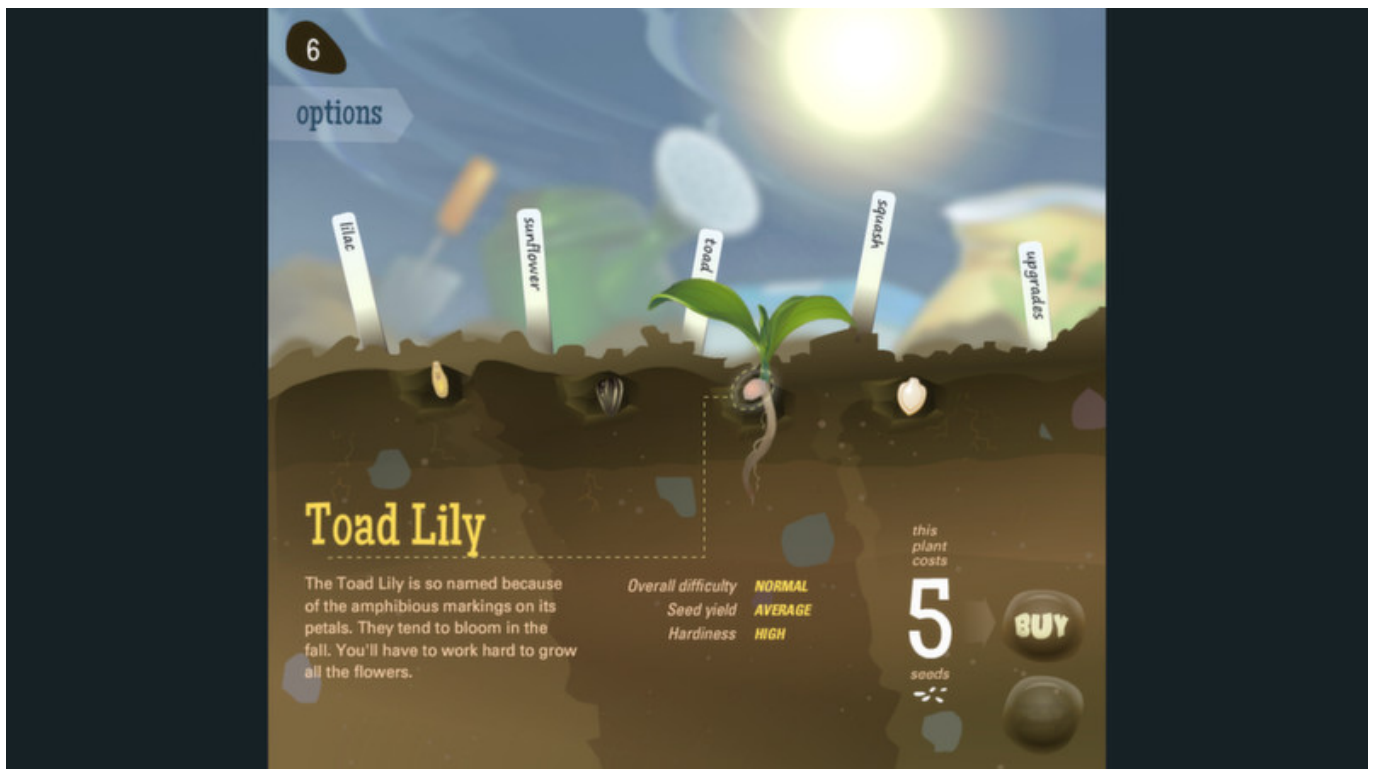 6
options
lilac
sunflower
toad
squash
upgrades
Toad Lily
The Toad Lily is so named because
of the amphibious markings on its
petals. They tend to bloom in the
fall. You'll have to work hard to grow
all the flowers.
Overall difficulty NORMAL
Seed yield AVERAGE
Hardiness HIGH
this
plant
costs
5
seeds
BUY